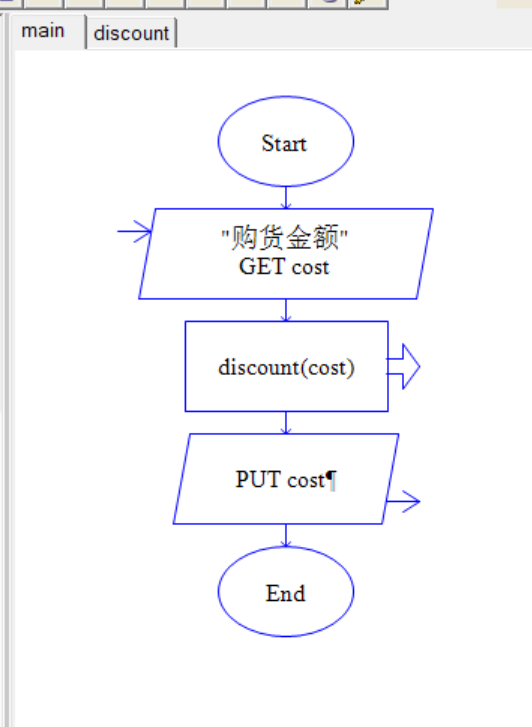 main
discount
Start
"购货金额"
GET cost
discount(cost)
PUT cost¶
End